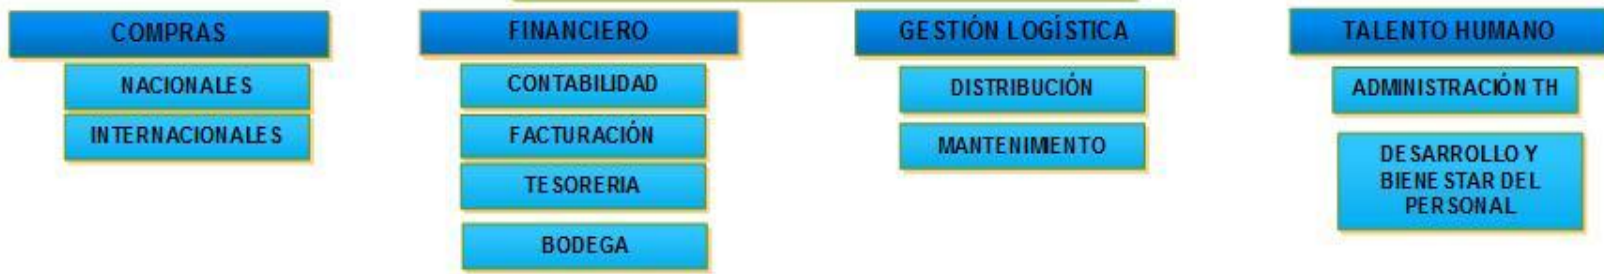 COMPRAS
NACIONALES
INTERNACIONALES
FINANCIERO
CONTABILIDAD
FACTURACIÓN
TESORERIA
BODEGA
GESTIÓN LOGÍSTICA
DISTRIBUCIÓN
MANTENIMIENTO
TALENTO HUMANO
ADMINISTRACIÓN TH
DESARROLLO Y
BIENESTAR DEL
PERSONAL